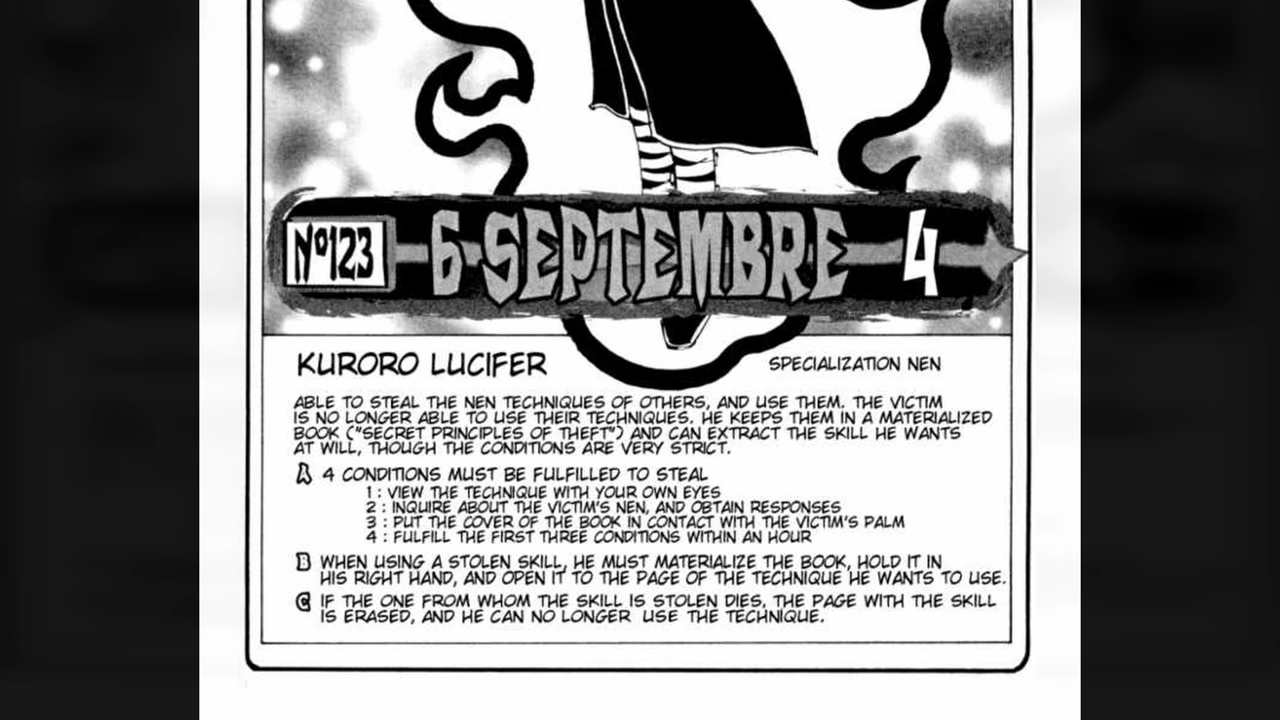 Nº123 6 SEPTEMBRE 4
KURORO LUCIFER SPECIALIZATION NEN
ABLE TO STEAL THE NEN TECHNIQUES OF OTHERS, AND USE THEM. THE VICTIM
IS NO LONGER ABLE TO USE THEIR TECHNIQUES. HE KEEPS THEM IN A MATERIALIZED
BOOK ("SECRET PRINCIPLES OF THEFT") AND CAN EXTRACT THE SKILL HE WANTS
AT WILL, THOUGH THE CONDITIONS ARE VERY STRICT.
A 4 CONDITIONS MUST BE FULFILLED TO STEAL
1 : VIEW THE TECHNIQUE WITH YOUR OWN EYES
2 : INQUIRE ABOUT THE VICTIM'S NEN, AND OBTAIN RESPONSES
3 : PUT THE COVER OF THE BOOK IN CONTACT WITH THE VICTIM'S PALM
4 : FULFILL THE FIRST THREE CONDITIONS WITHIN AN HOUR
B WHEN USING A STOLEN SKILL, HE MUST MATERIALIZE THE BOOK, HOLD IT IN
HIS RIGHT HAND, AND OPEN IT TO THE PAGE OF THE TECHNIQUE HE WANTS TO USE.
C IF THE ONE FROM WHOM THE SKILL IS STOLEN DIES, THE PAGE WITH THE SKILL
IS ERASED, AND HE CAN NO LONGER USE THE TECHNIQUE.